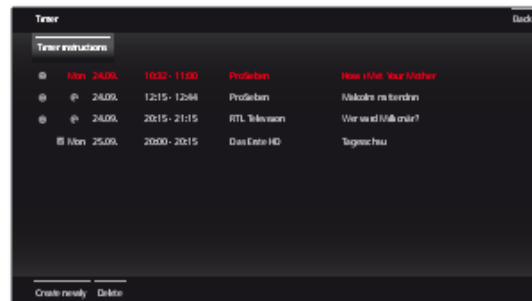 Timer Back
Timer instructions
Mon 24.09. 10:32 - 11:00 ProSieben How I Met Your Mother
24.09. 12:15 - 12:44 ProSieben Malcolm mittendrin
24.09. 20:15 - 21:15 RTL Television Wer wird Millionär?
Mon 25.09. 20:00 - 20:15 Das Erste HD Tagesschau
Create newly Delete